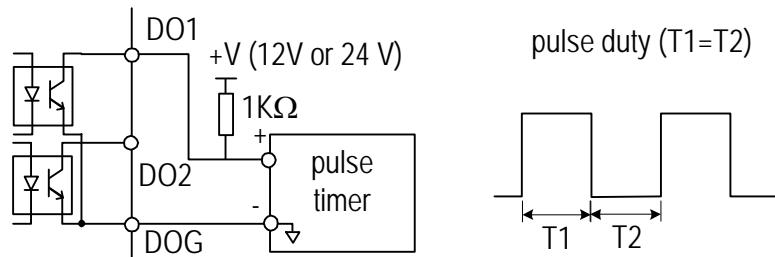 DO1
+V (12V or 24 V)
1KΩ
+
pulse
timer
DO2
-
DOG
pulse duty (T1=T2)
T1
T2